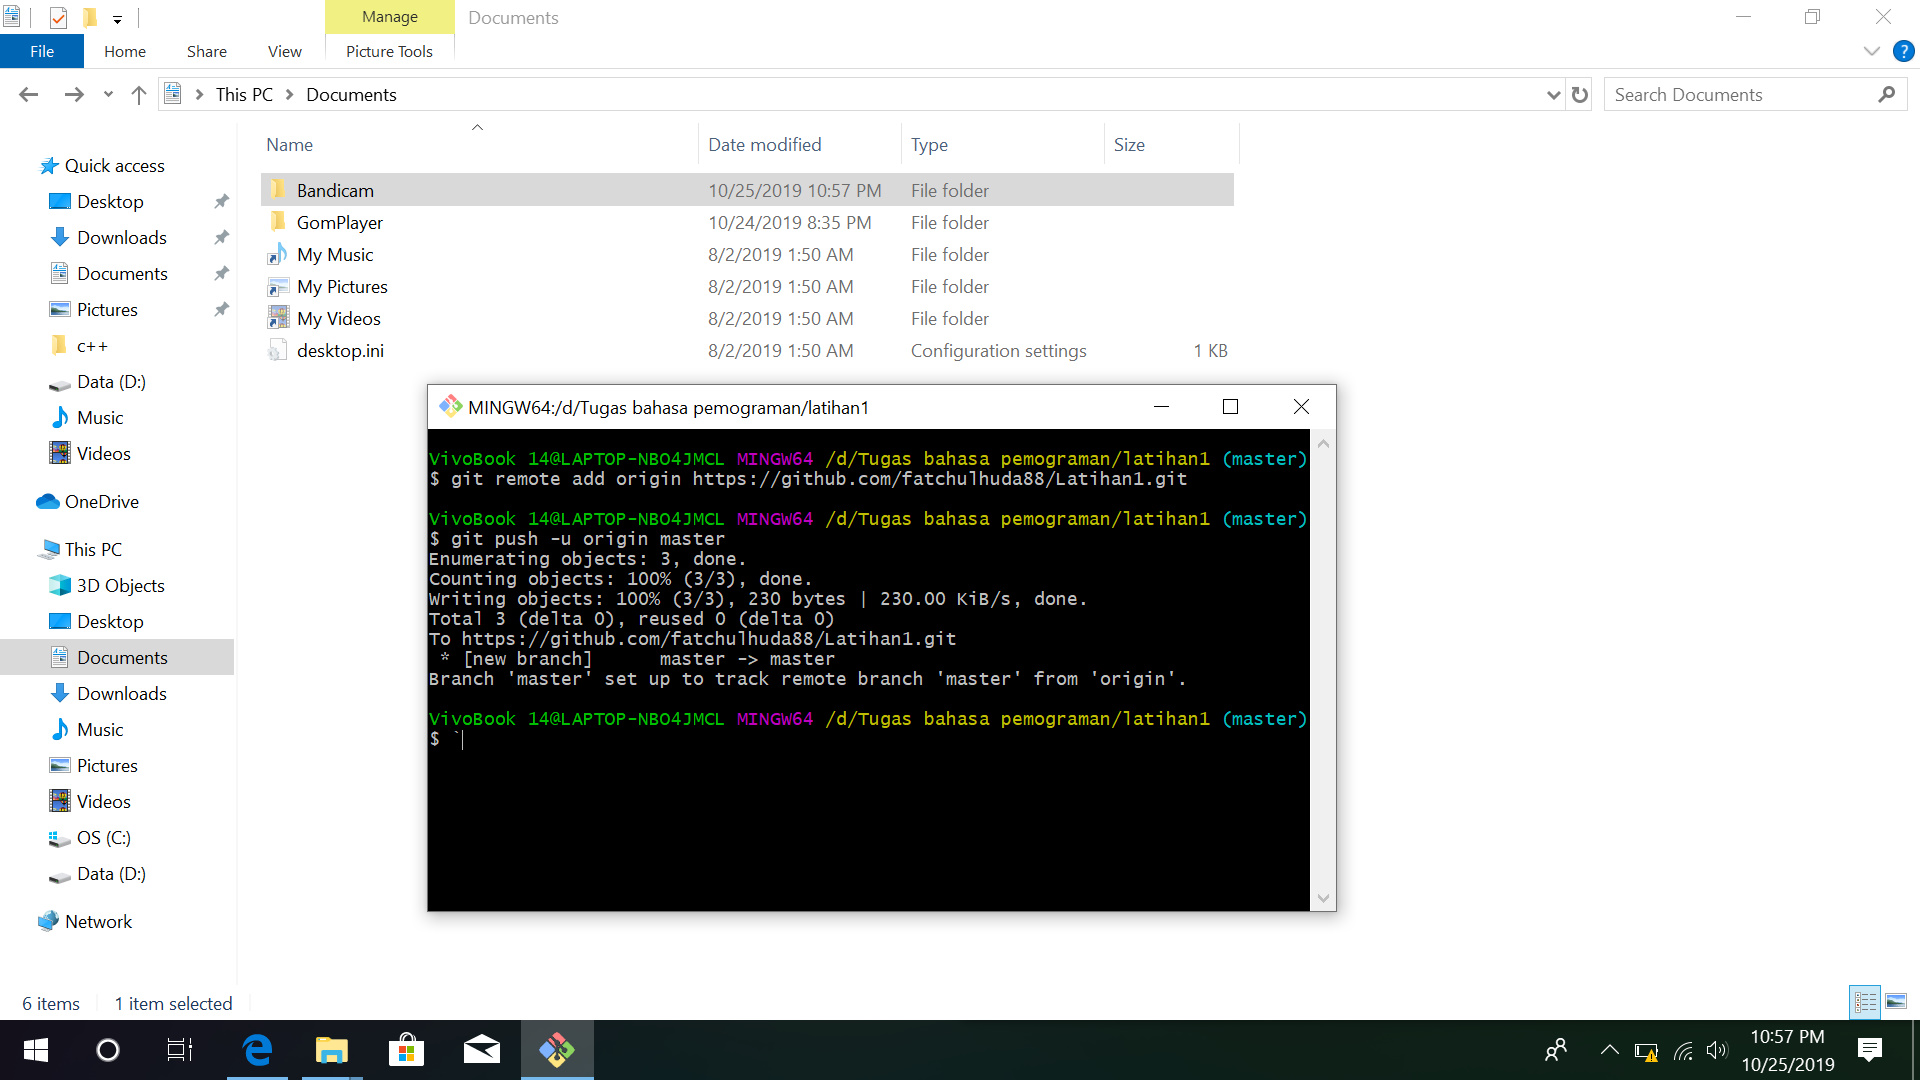 Manage
Documents
File
Home
Share
View
Picture Tools
This PC
Documents
Search Documents
Name
Date modified
Type
Size
Quick access
Desktop
Downloads
Documents
Pictures
c++
Data (D:)
Music
Videos
OneDrive
This PC
3D Objects
Desktop
Documents
Downloads
Music
Pictures
Videos
OS (C:)
Data (D:)
Network
Bandicam 10/25/2019 10:57 PM File folder
GomPlayer 10/24/2019 8:35 PM File folder
My Music 8/2/2019 1:50 AM File folder
My Pictures 8/2/2019 1:50 AM File folder
My Videos 8/2/2019 1:50 AM File folder
desktop.ini 8/2/2019 1:50 AM Configuration settings 1 KB
MINGW64:/d/Tugas bahasa pemograman/latihan1
VivoBook 14@LAPTOP-NBO4JMCL MINGW64 /d/Tugas bahasa pemograman/latihan1 (master)
$ git remote add origin https://github.com/fatchulhuda88/Latihan1.git
VivoBook 14@LAPTOP-NBO4JMCL MINGW64 /d/Tugas bahasa pemograman/latihan1 (master)
$ git push -u origin master
Enumerating objects: 3, done.
Counting objects: 100% (3/3), done.
Writing objects: 100% (3/3), 230 bytes | 230.00 KiB/s, done.
Total 3 (delta 0), reused 0 (delta 0)
To https://github.com/fatchulhuda88/Latihan1.git
 * [new branch]      master -> master
Branch 'master' set up to track remote branch 'master' from 'origin'.
VivoBook 14@LAPTOP-NBO4JMCL MINGW64 /d/Tugas bahasa pemograman/latihan1 (master)
$ `
6 items
1 item selected
10:57 PM
10/25/2019